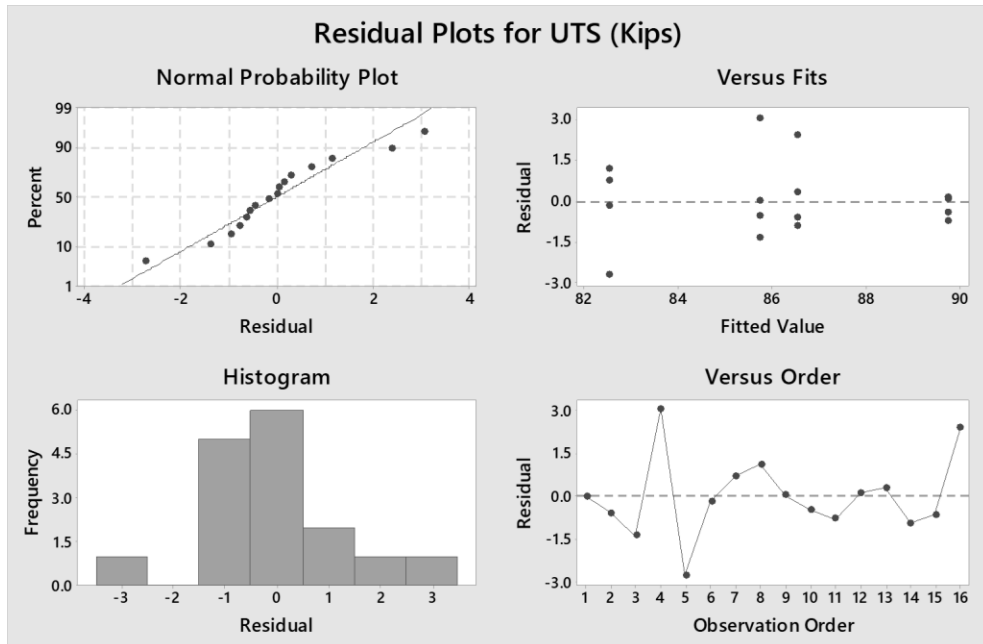 Residual Plots for UTS (Kips)
Normal Probability Plot
99
90
50
10
1
Percent
-4 -2 0 2 4
Residual
Versus Fits
3.0
1.5
0.0
-1.5
-3.0
Residual
82 84 86 88 90
Fitted Value
Histogram
6.0
4.5
3.0
1.5
0.0
Frequency
-3 -2 -1 0 1 2 3
Residual
Versus Order
3.0
1.5
0.0
-1.5
-3.0
Residual
1 2 3 4 5 6 7 8 9 10 11 12 13 14 15 16
Observation Order